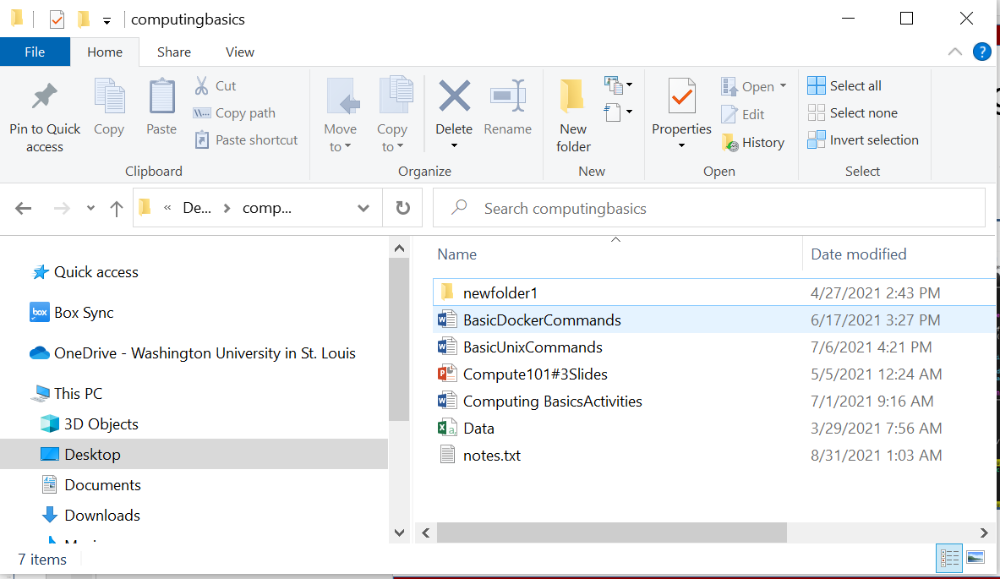 computingbasics
File Home Share View
?
Pin to Quick access
Copy
Paste
Cut
Copy path
Paste shortcut
Clipboard
Move to
Copy to
Delete
Rename
Organize
New folder
New
Properties
Open
Edit
History
Open
Select all
Select none
Invert selection
Select
« De... > comp...
Search computingbasics
Quick access
box Box Sync
OneDrive - Washington University in St. Louis
This PC
3D Objects
Desktop
Documents
Downloads
Name Date modified
newfolder1 4/27/2021 2:43 PM
BasicDockerCommands 6/17/2021 3:27 PM
BasicUnixCommands 7/6/2021 4:21 PM
Compute101#3Slides 5/5/2021 12:24 AM
Computing BasicsActivities 7/1/2021 9:16 AM
Data 3/29/2021 7:56 AM
notes.txt 8/31/2021 1:03 AM
7 items